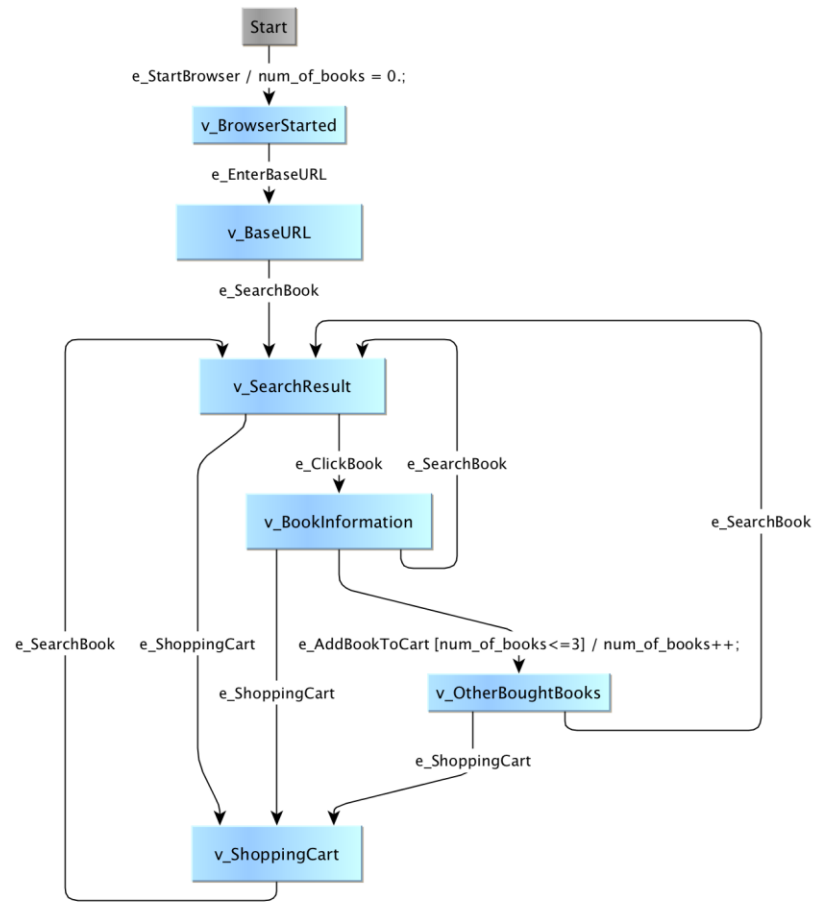 Start
e_StartBrowser / num_of_books = 0.;
v_BrowserStarted
e_EnterBaseURL
v_BaseURL
e_SearchBook
v_SearchResult
e_ClickBook
e_SearchBook
v_BookInformation
e_SearchBook
e_SearchBook
e_ShoppingCart
e_AddBookToCart [num_of_books<=3] / num_of_books++;
e_ShoppingCart
v_OtherBoughtBooks
e_ShoppingCart
v_ShoppingCart